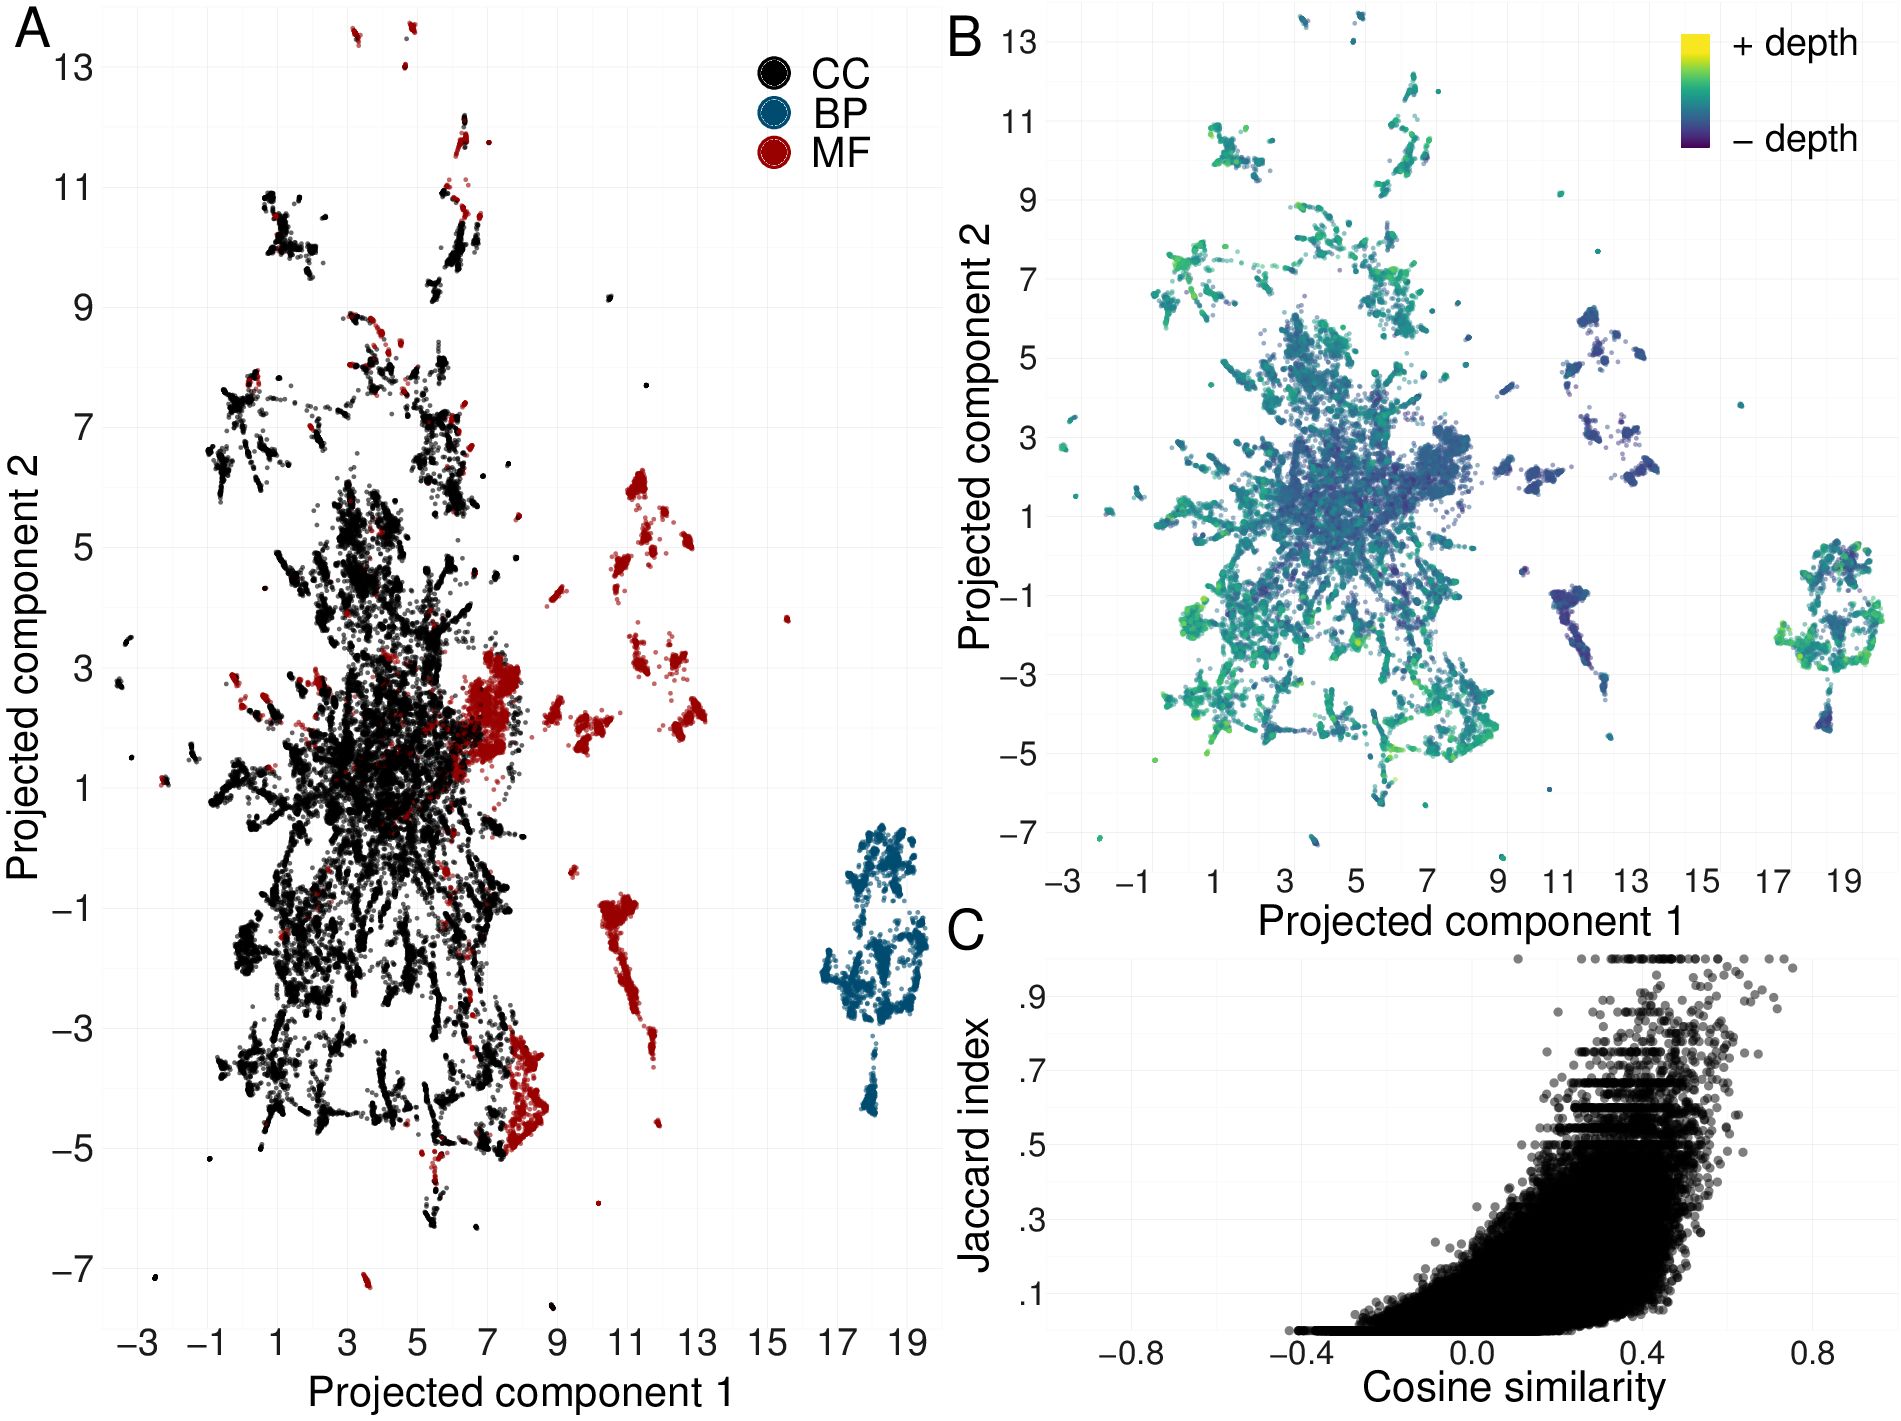 A
CC
BP
MF
13
11
9
7
5
3
1
−1
−3
−5
−7
Projected component 2
−3 −1 1 3 5 7 9 11 13 15 17 19
Projected component 1
B
+ depth
− depth
13
11
9
7
5
3
1
−1
−3
−5
−7
Projected component 2
−3 −1 1 3 5 7 9 11 13 15 17 19
Projected component 1
C
.9
.7
.5
.3
.1
Jaccard index
−0.8 −0.4 0.0 0.4 0.8
Cosine similarity